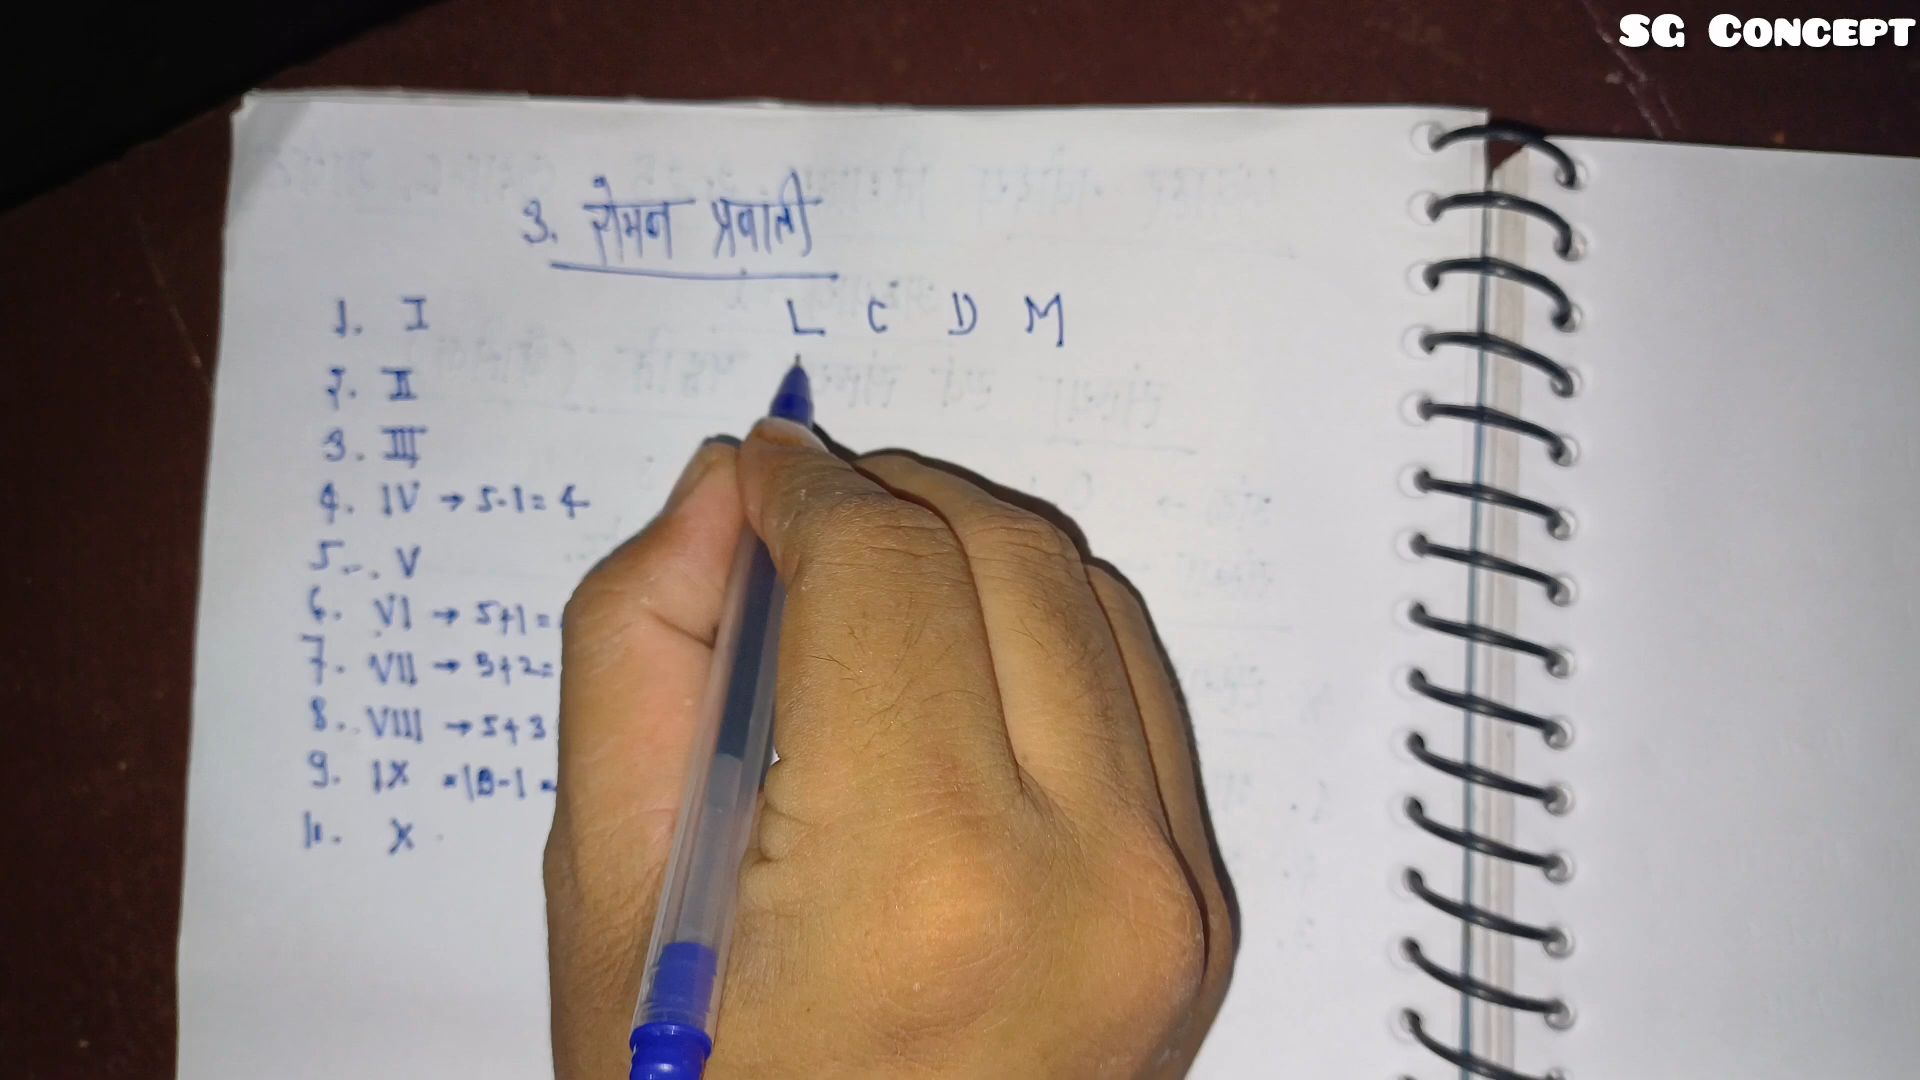 SG CONCEPT
3. रोमन प्रणाली
1. I
L C D M
2. II
3. III
4. IV → 5-1 = 4
5. V
6. VI → 5+1 =
7. VII → 5+2 =
8. VIII → 5+3
9. IX = 10-1 =
10. X